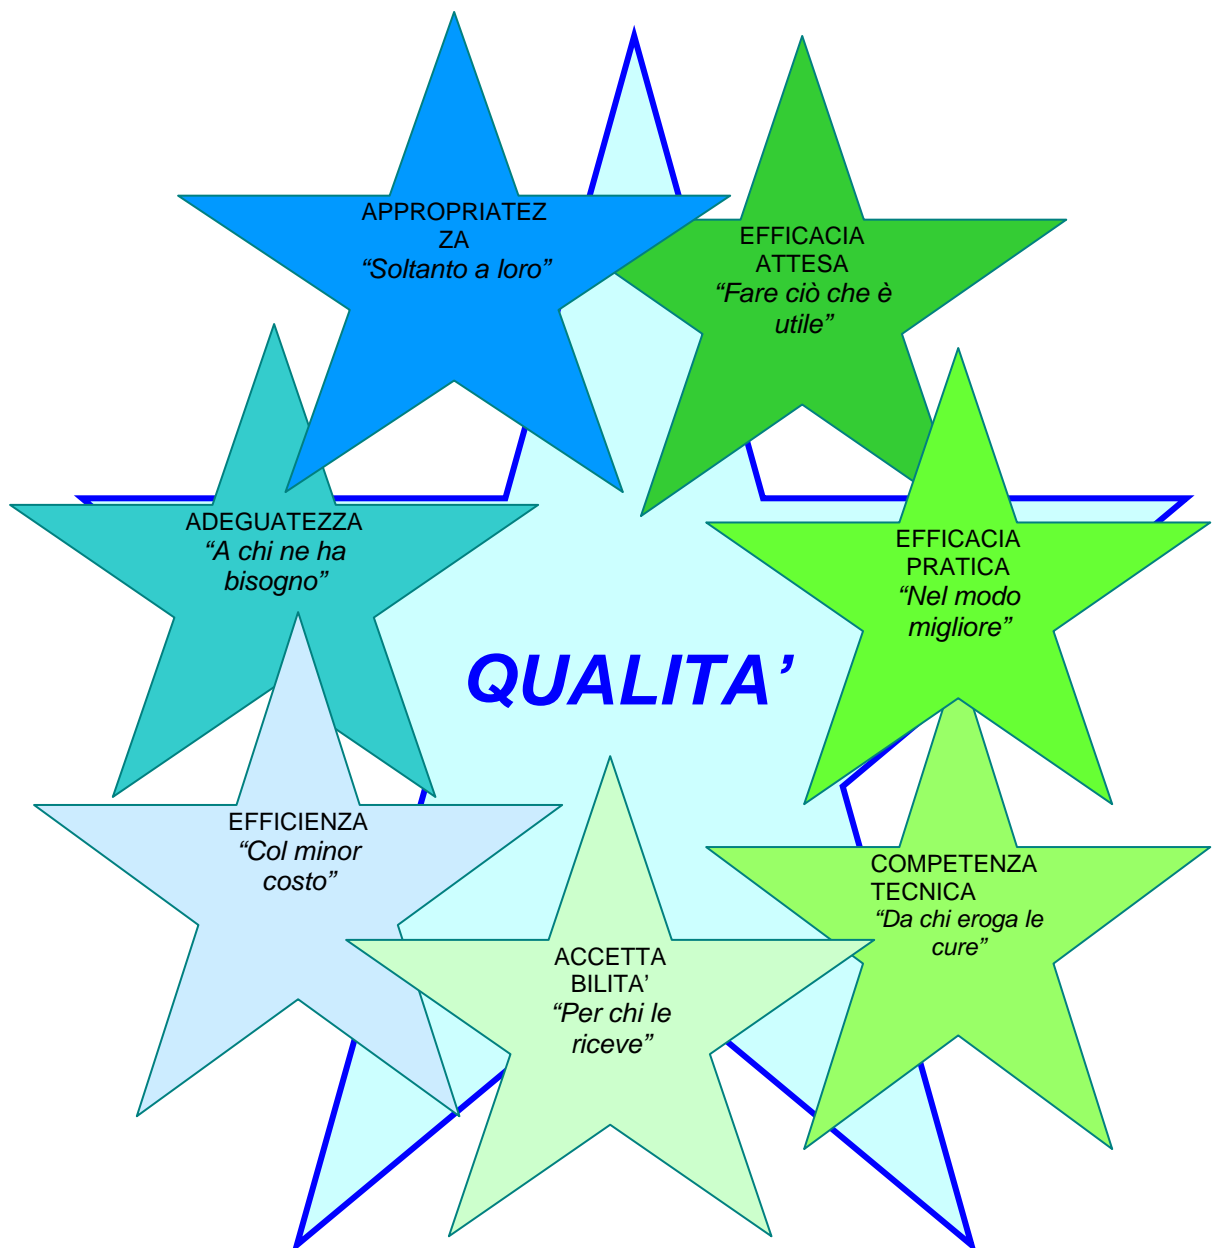 APPROPRIATEZ
ZA
“Soltanto a loro”
EFFICACIA
ATTESA
“Fare ciò che è
utile”
ADEGUATEZZA
“A chi ne ha
bisogno”
EFFICACIA
PRATICA
“Nel modo
migliore”
QUALITA’
EFFICIENZA
“Col minor
costo”
COMPETENZA
TECNICA
“Da chi eroga le
cure”
ACCETTA
BILITA’
“Per chi le
riceve”